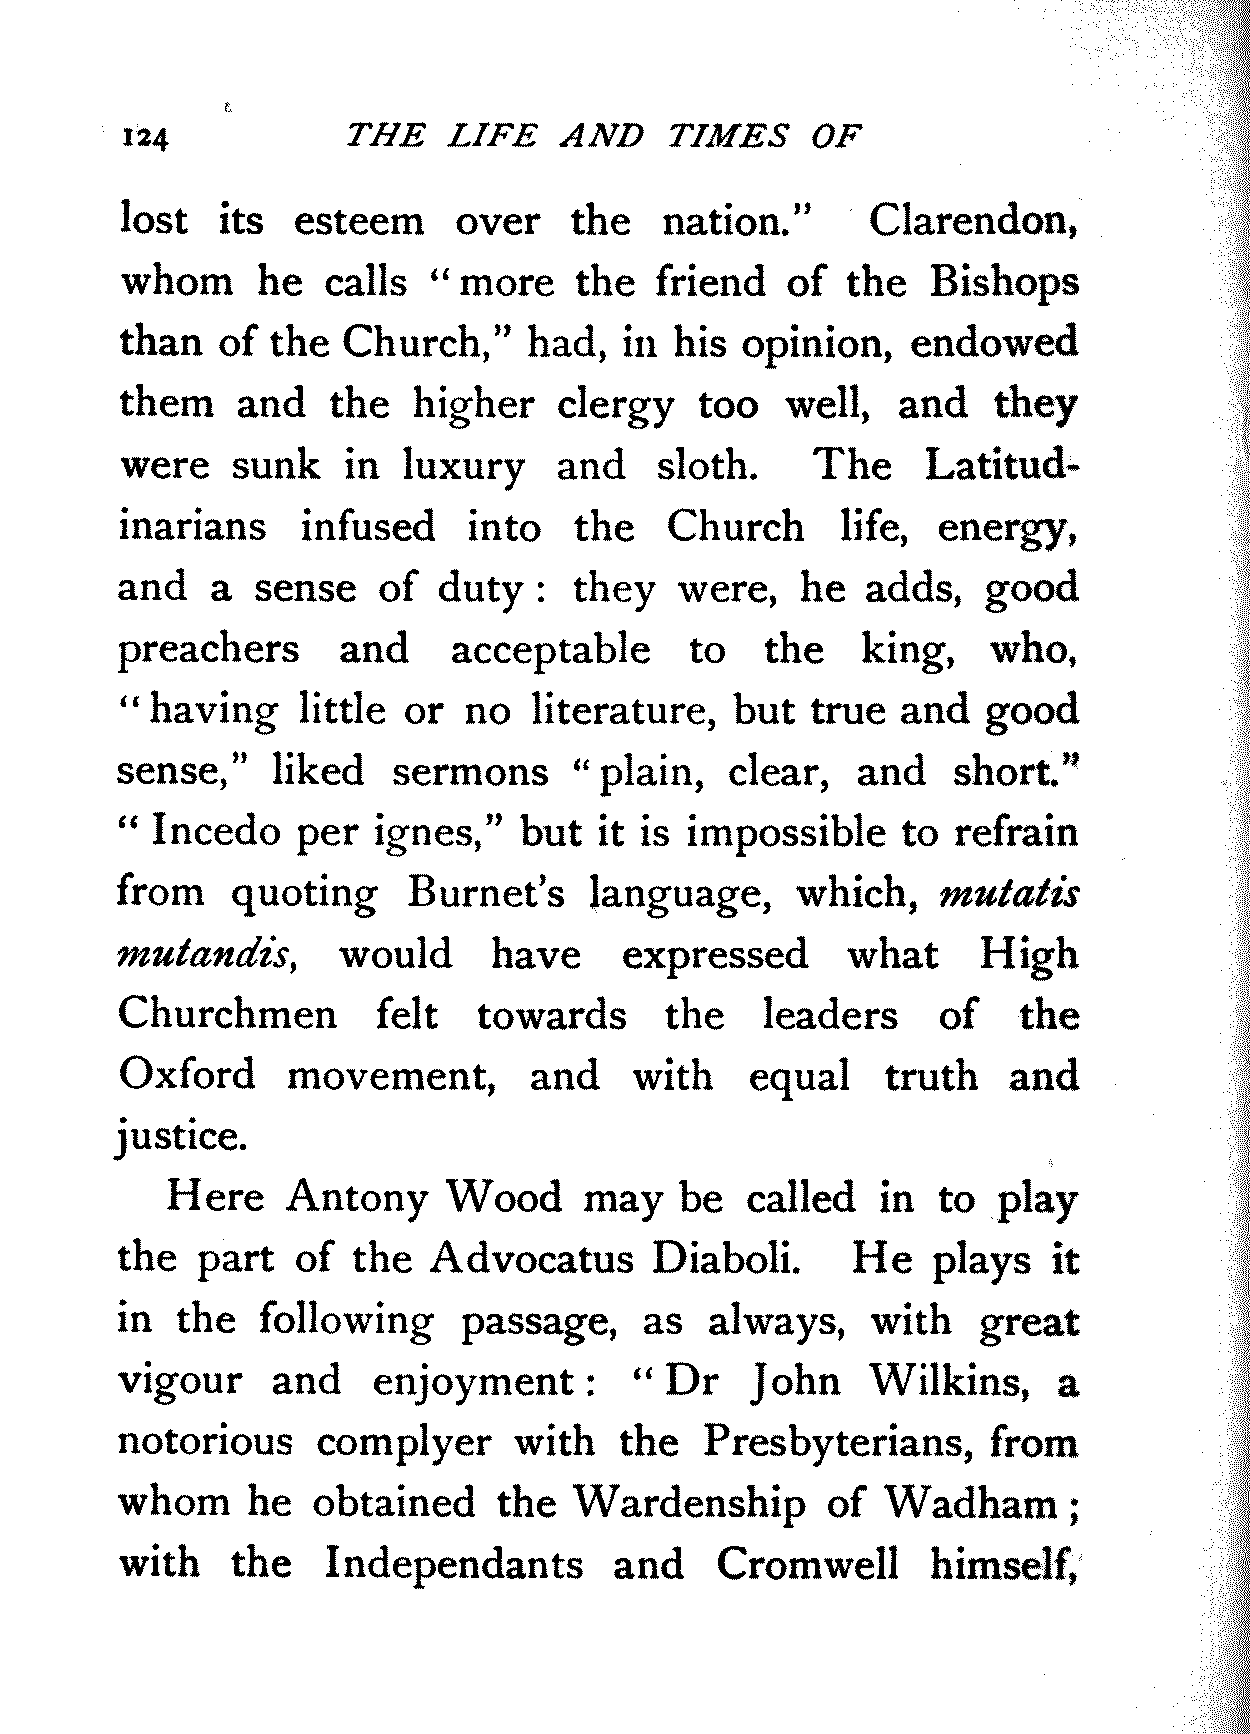 124 THE LIFE AND TIMES OF
lost its esteem over the nation." Clarendon,
whom he calls "more the friend of the Bishops
than of the Church," had, in his opinion, endowed
them and the higher clergy too well, and they
were sunk in luxury and sloth. The Latitud-
inarians infused into the Church life, energy,
and a sense of duty: they were, he adds, good
preachers and acceptable to the king, who,
"having little or no literature, but true and good
sense," liked sermons "plain, clear, and short."
"Incedo per ignes," but it is impossible to refrain
from quoting Burnet's language, which, mutatis
mutandis, would have expressed what High
Churchmen felt towards the leaders of the
Oxford movement, and with equal truth and
justice.
Here Antony Wood may be called in to play
the part of the Advocatus Diaboli. He plays it
in the following passage, as always, with great
vigour and enjoyment: "Dr John Wilkins, a
notorious complyer with the Presbyterians, from
whom he obtained the Wardenship of Wadham;
with the Independants and Cromwell himself,